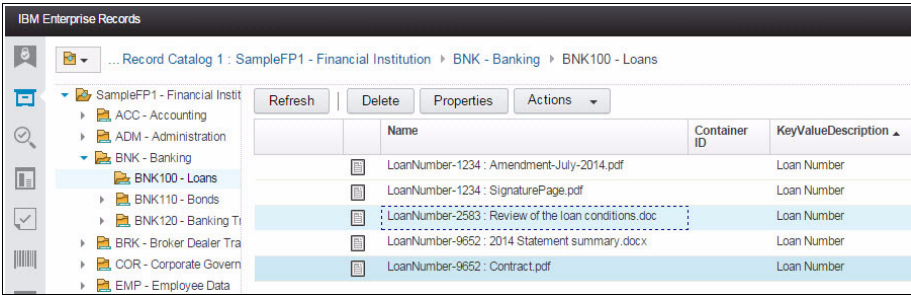 IBM Enterprise Records
... Record Catalog 1 : SampleFP1 - Financial Institution BNK - Banking BNK100 - Loans
SampleFP1 - Financial Instit
ACC - Accounting
ADM - Administration
BNK - Banking
BNK100 - Loans
BNK110 - Bonds
BNK120 - Banking Tr
BRK - Broker Dealer Tra
COR - Corporate Govern
EMP - Employee Data
Refresh Delete Properties Actions
Name Container ID KeyValueDescription
LoanNumber-1234 : Amendment-July-2014.pdf Loan Number
LoanNumber-1234 : SignaturePage.pdf Loan Number
LoanNumber-2583 : Review of the loan conditions.doc Loan Number
LoanNumber-9652 : 2014 Statement summary.docx Loan Number
LoanNumber-9652 : Contract.pdf Loan Number